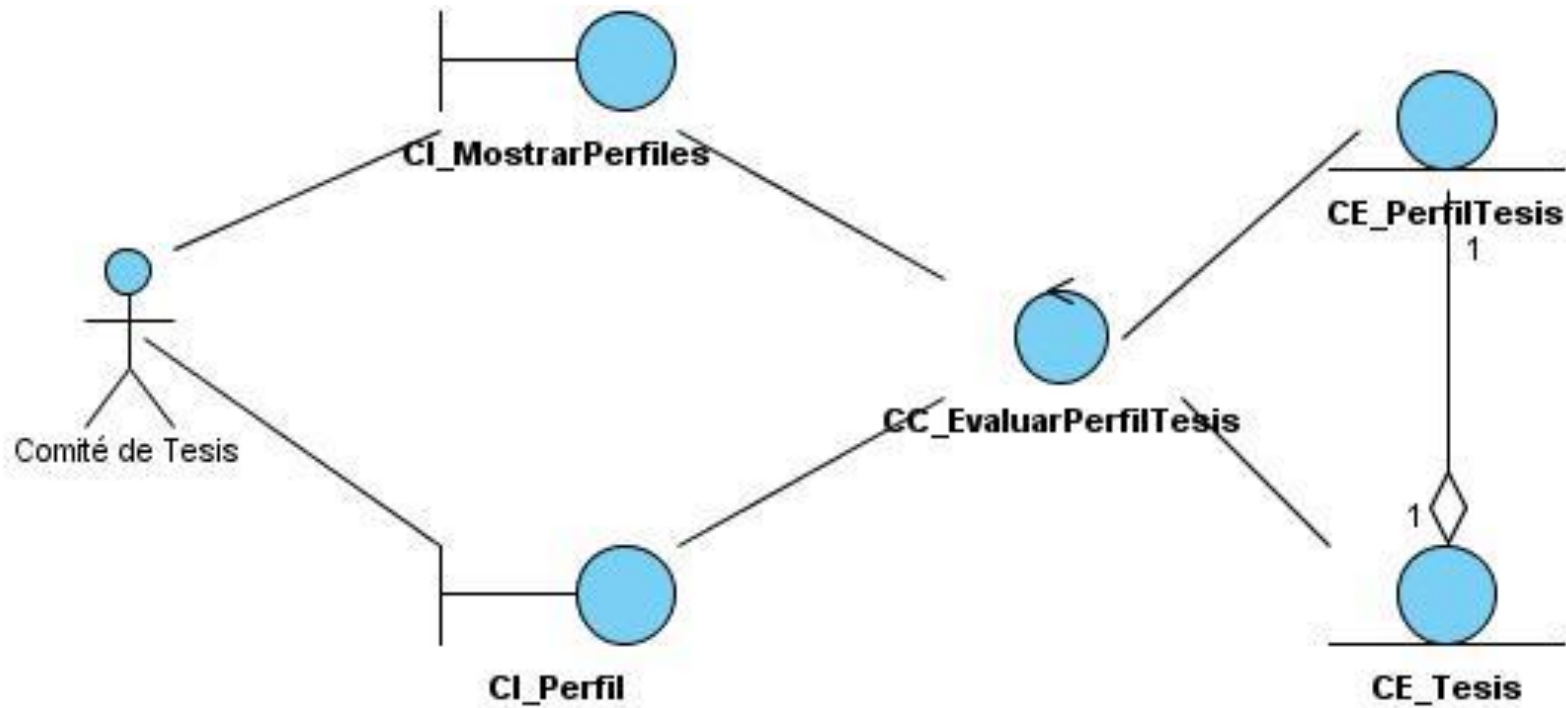 CI_MostrarPerfiles
CE_PerfilTesis
1
CC_EvaluarPerfilTesis
Comité de Tesis
1
CI_Perfil
CE_Tesis